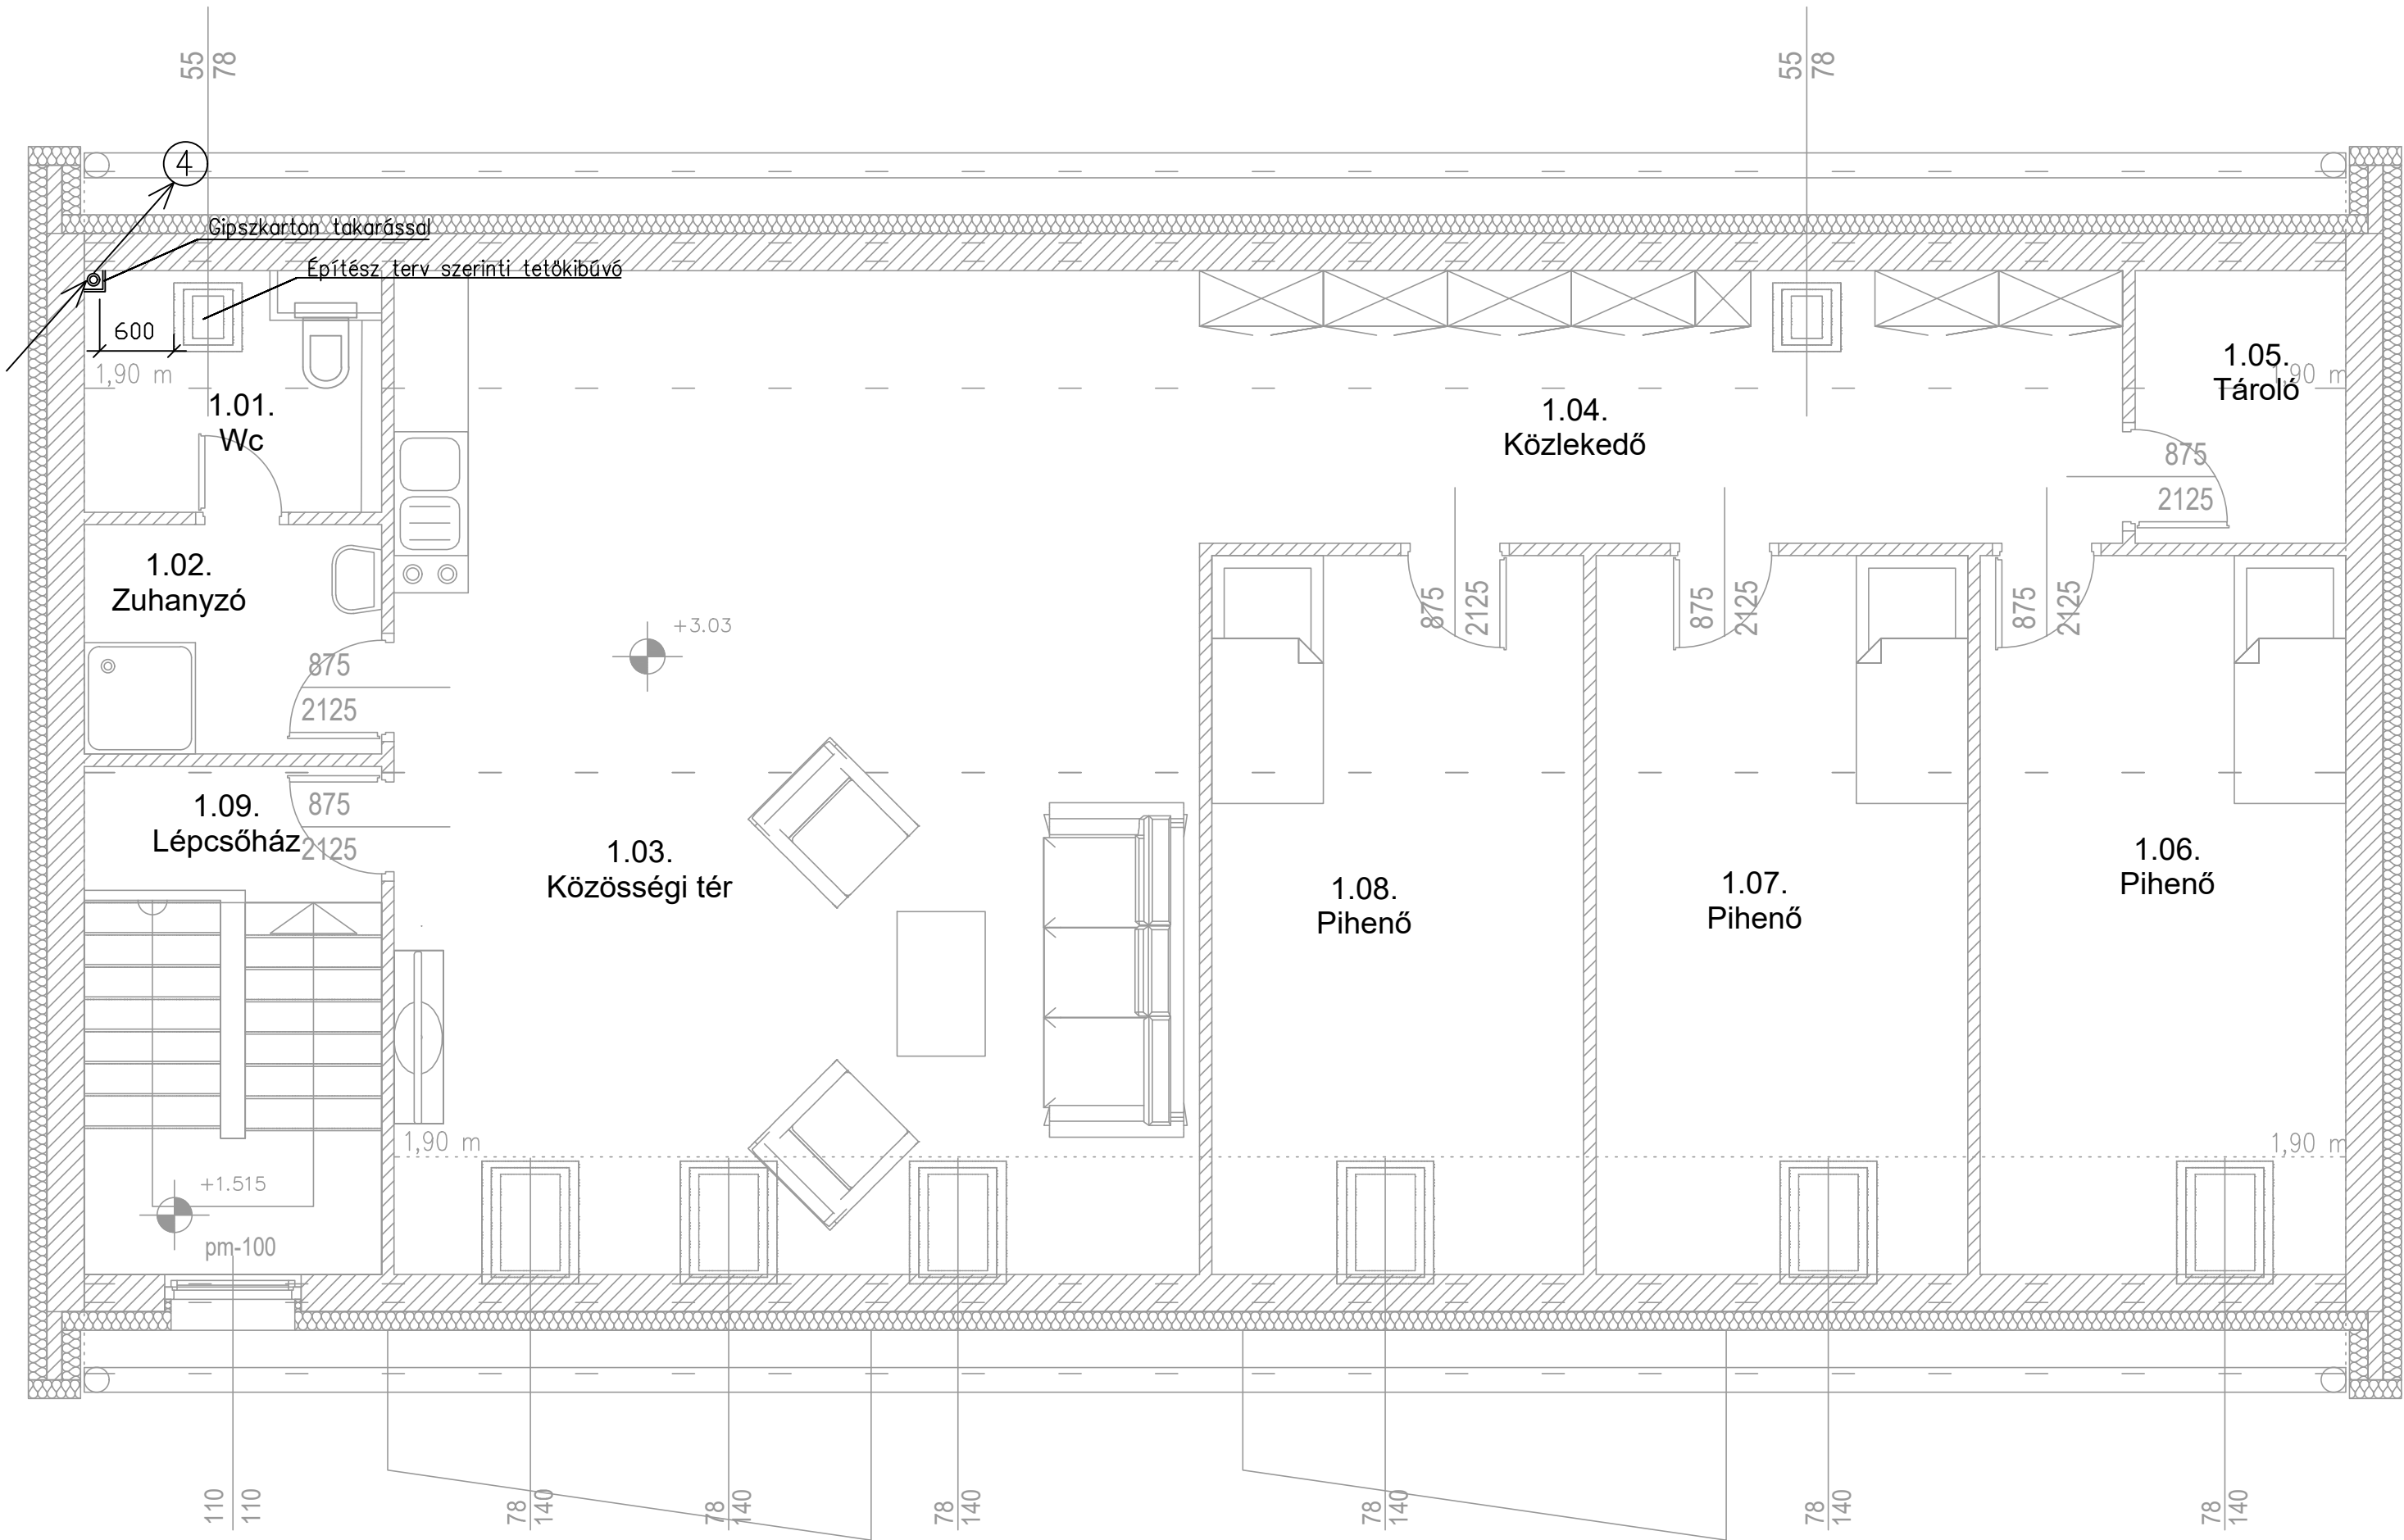 55
78
55
78
4
Gipszkarton takarással
Építész terv szerinti tetőkibúvó
600
1,90 m
1.01.
Wc
1.04.
Közlekedő
1.05.
1,90 m
Tároló
875
2125
1.02.
Zuhanyzó
875
2125
875
2125
875
2125
875
2125
+3.03
875
2125
1.09.
Lépcsőház
875
2125
1.03.
Közösségi tér
1.08.
Pihenő
1.07.
Pihenő
1.06.
Pihenő
1,90 m
1,90 m
+1.515
pm-100
110
110
78
140
78
140
78
140
78
140
78
140
78
140